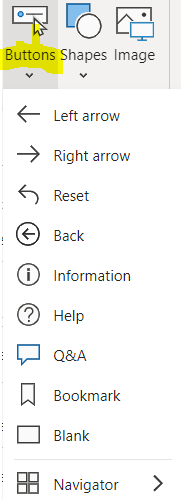 Buttons Shapes Image
Left arrow
Right arrow
Reset
Back
Information
Help
Q&A
Bookmark
Blank
Navigator